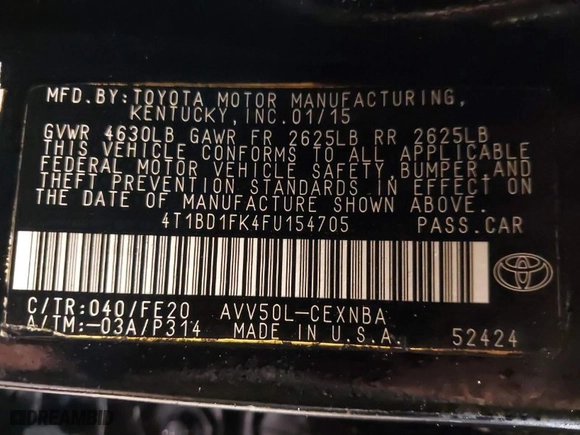 MFD.BY:TOYOTA MOTOR MANUFACTURING,
KENTUCKY,INC.01/15
GVWR 4630LB GAWR FR 2625LB RR 2625LB
THIS VEHICLE CONFORMS TO ALL APPLICABLE
FEDERAL MOTOR VEHICLE SAFETY,BUMPER,AND
THEFT PREVENTION STANDARDS IN EFFECT ON
THE DATE OF MANUFACTURE SHOWN ABOVE.
4T1BD1FK4FU154705 PASS.CAR
C/TR:040/FE20 AVV50L-CEXNBA
A/TM:-03A/P314 MADE IN U.S.A. 52424
TOYOTA
DREAMBID